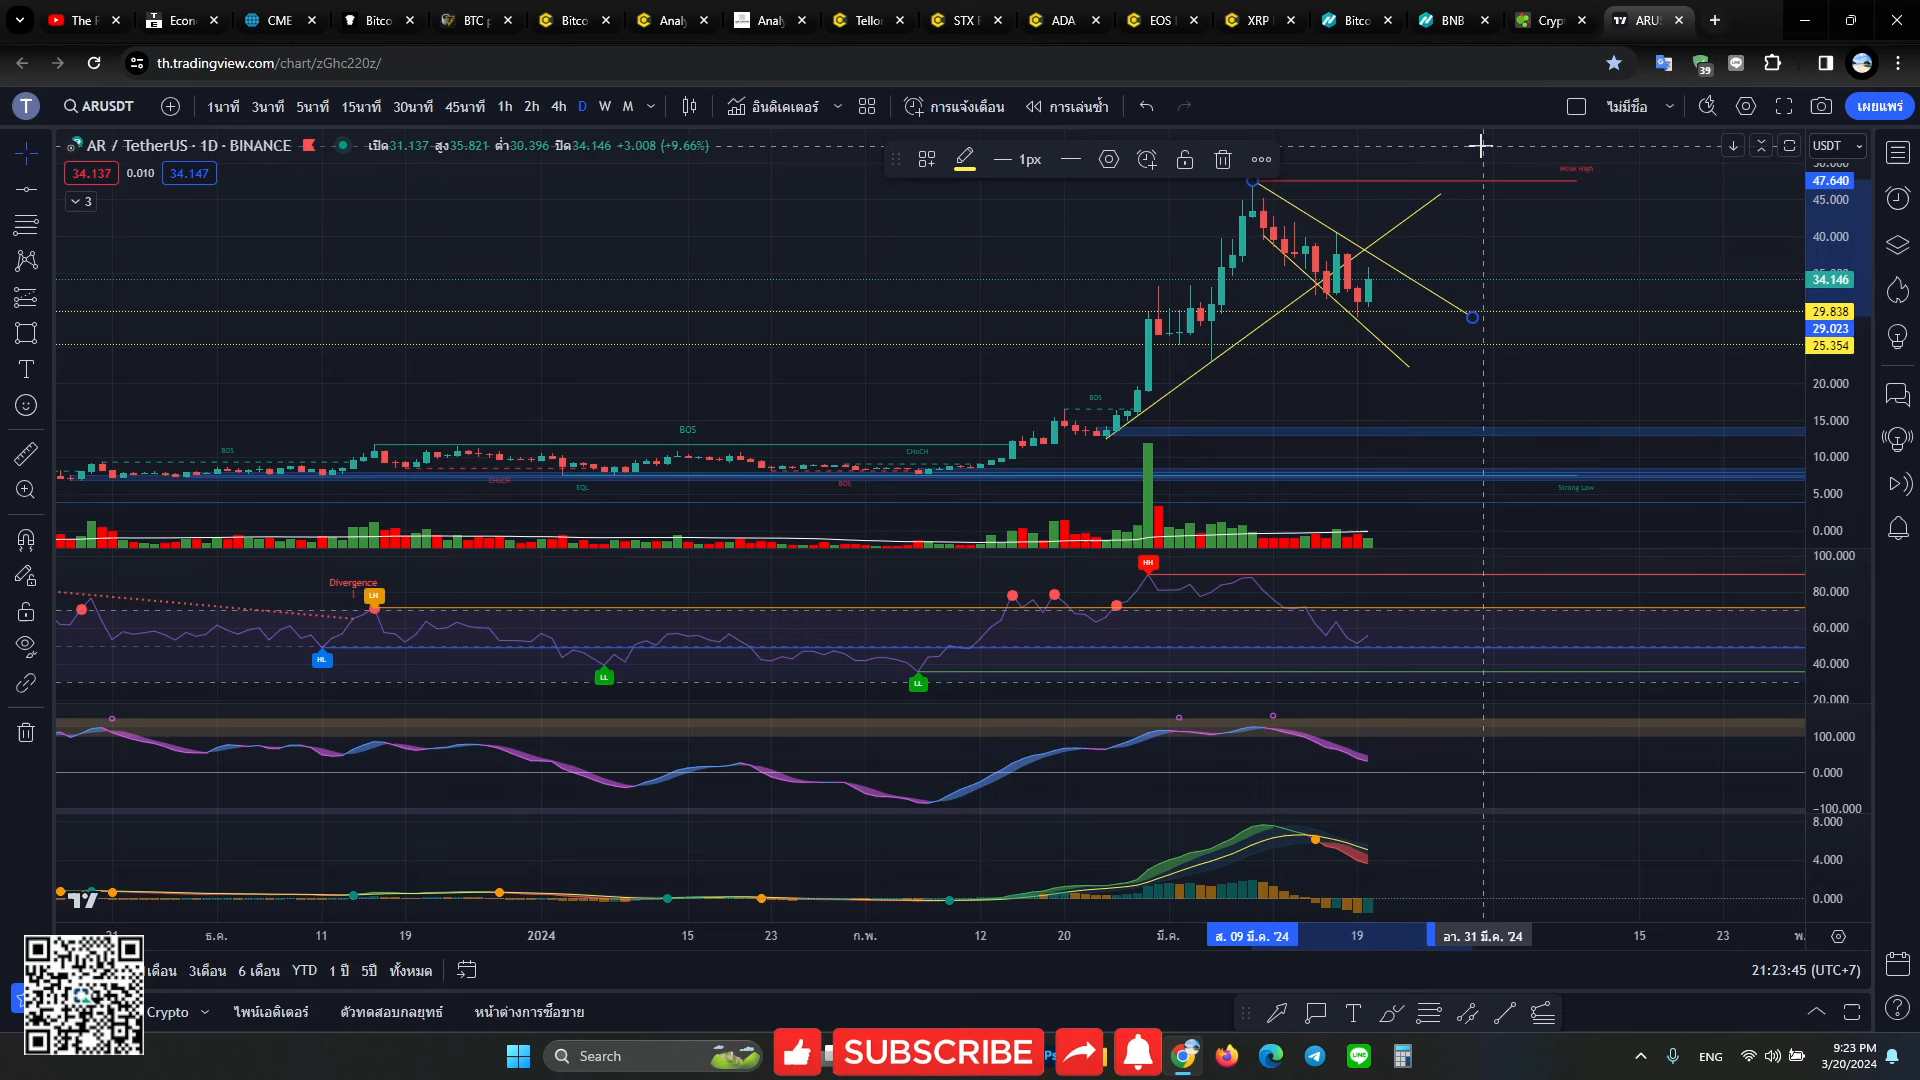 The F
Econ
CME
Bitco
BTC p
Bitco
Analy
Analy
Tello
STX F
ADA
EOS
XRP
Bitco
BNB
Cryp
ARUS
th.tradingview.com/chart/zGhc220z/
39
T
ARUSDT
1นาที
3นาที
5นาที
15นาที
30นาที
45นาที
1h
2h
4h
D
W
M
อินดิเคเตอร์
การแจ้งเตือน
การเล่นซ้ำ
ไม่มีชื่อ
เผยแพร่
AR / TetherUS · 1D · BINANCE
เปิด31.137 สูง35.821 ต่ำ30.396 ปิด34.146 +3.008 (+9.66%)
34.137
0.010
34.147
3
1px
USDT
Weak High
47.640
45.000
40.000
34.146
29.838
29.023
25.354
20.000
15.000
10.000
5.000
0.000
BOS
BOS
BOS
CHoCH
CHoCH
EQL
BOS
Strong Low
100.000
80.000
60.000
40.000
20.000
Divergence
LH
HL
LL
LL
HH
100.000
0.000
−100.000
8.000
4.000
0.000
21
ธ.ค.
11
19
2024
15
23
ก.พ.
12
20
มี.ค.
ส. 09 มี.ค. '24
19
อา. 31 มี.ค. '24
15
23
พ.
เดือน
3เดือน
6 เดือน
YTD
1 ปี
5ปี
ทั้งหมด
21:23:45 (UTC+7)
Crypto
ไพน์เอดิเตอร์
ตัวทดสอบกลยุทธ์
หน้าต่างการซื้อขาย
Search
SUBSCRIBE
Ps
LINE
ENG
9:23 PM
3/20/2024